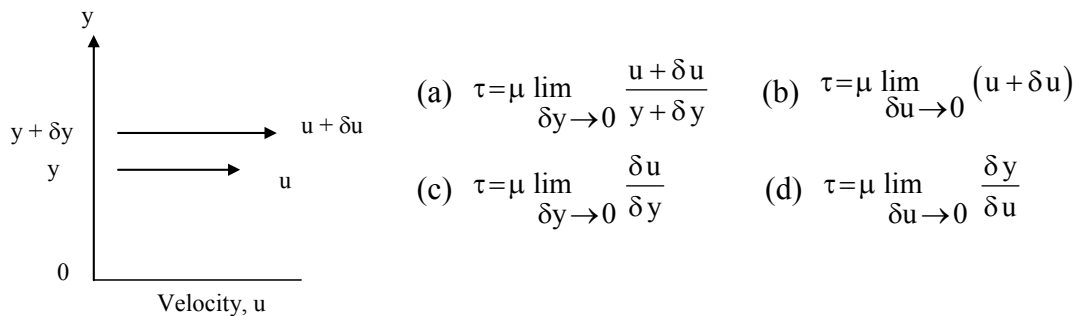 y
y + δy
u + δu
y
u
0
Velocity, u
(a) τ=μ lim δy→0 (u + δu)/(y + δy)
(b) τ=μ lim δu→0 (u + δu)
(c) τ=μ lim δy→0 δu/δy
(d) τ=μ lim δu→0 δy/δu